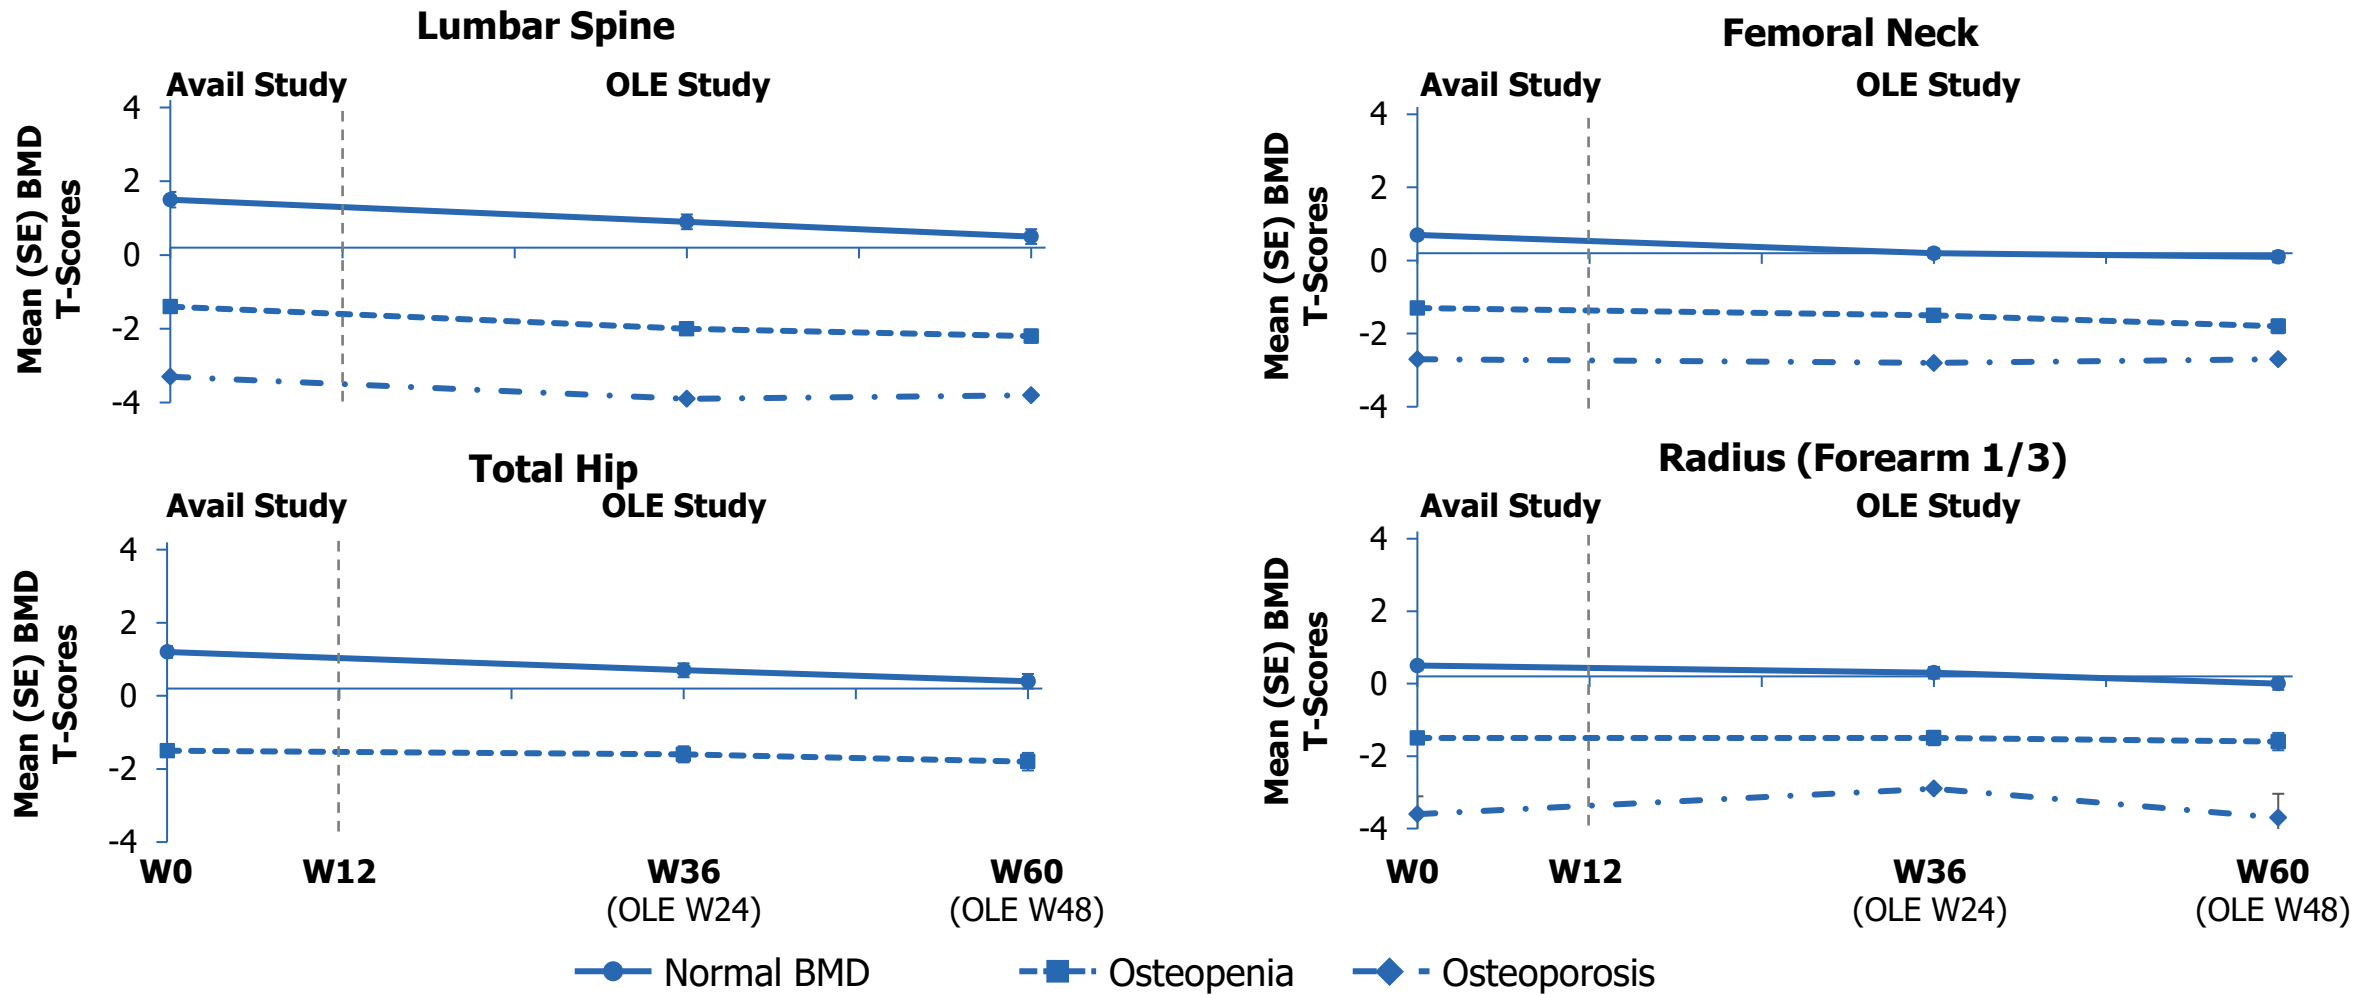 Lumbar Spine
Avail Study
OLE Study
Mean (SE) BMD
T-Scores
4
2
0
-2
-4
Femoral Neck
Avail Study
OLE Study
Mean (SE) BMD
T-Scores
4
2
0
-2
-4
Total Hip
Avail Study
OLE Study
Mean (SE) BMD
T-Scores
4
2
0
-2
-4
W0
W12
W36
(OLE W24)
W60
(OLE W48)
Radius (Forearm 1/3)
Avail Study
OLE Study
Mean (SE) BMD
T-Scores
4
2
0
-2
-4
W0
W12
W36
(OLE W24)
W60
(OLE W48)
Normal BMD
Osteopenia
Osteoporosis